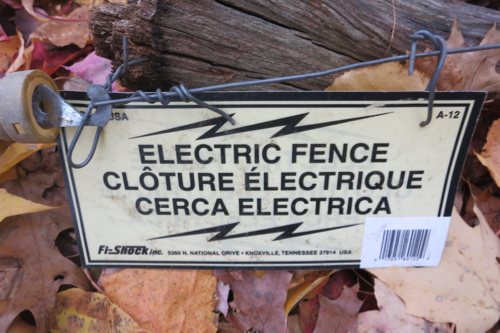 USA
A-12
ELECTRIC FENCE
CLÔTURE ÉLECTRIQUE
CERCA ELECTRICA
Fi-Shock Inc. 5360 N. NATIONAL DRIVE • KNOXVILLE, TENNESSEE 37914 USA